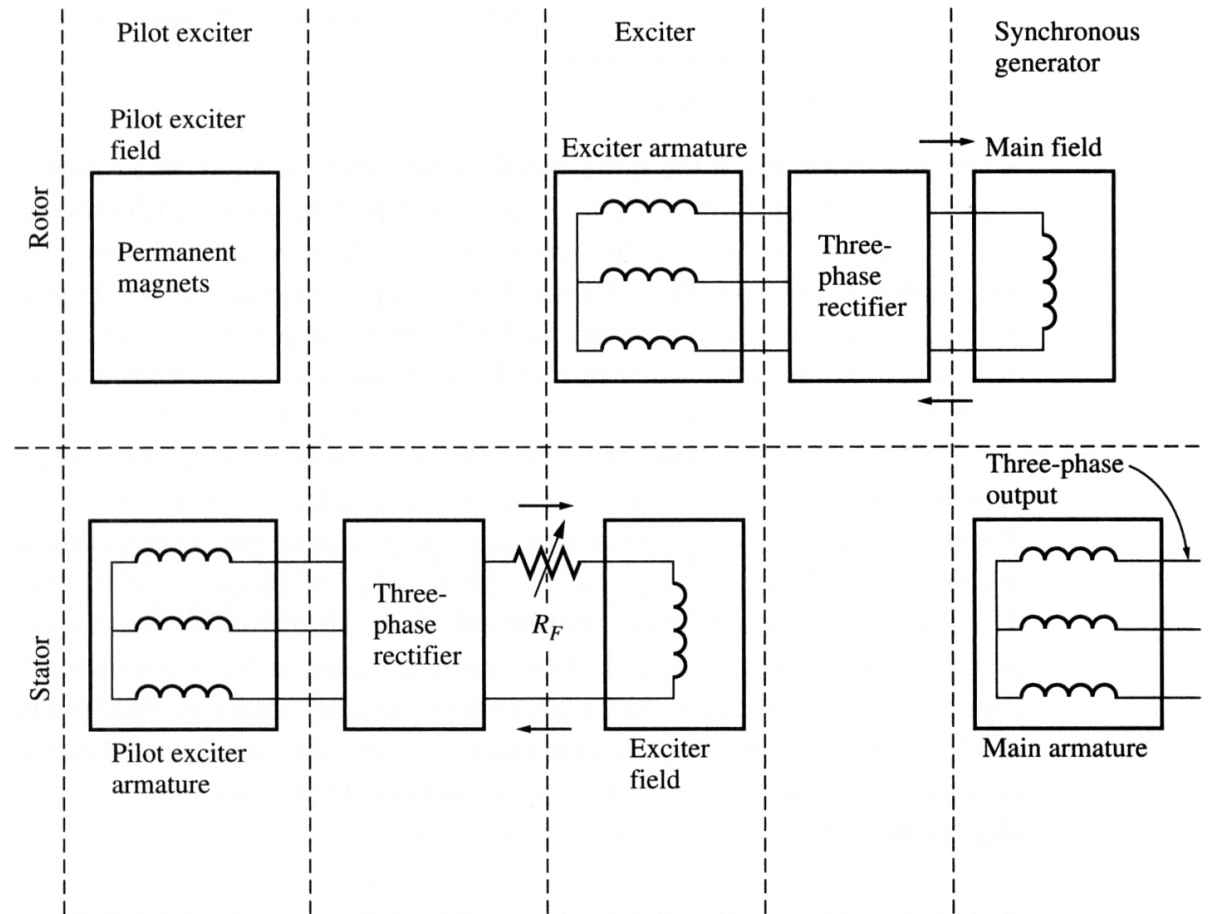 Pilot exciter
Exciter
Synchronous
generator
Pilot exciter
field
Exciter armature
Main field
Rotor
Permanent
magnets
Three-
phase
rectifier
Three-phase
output
Stator
Three-
phase
rectifier
R_F
Pilot exciter
armature
Exciter
field
Main armature